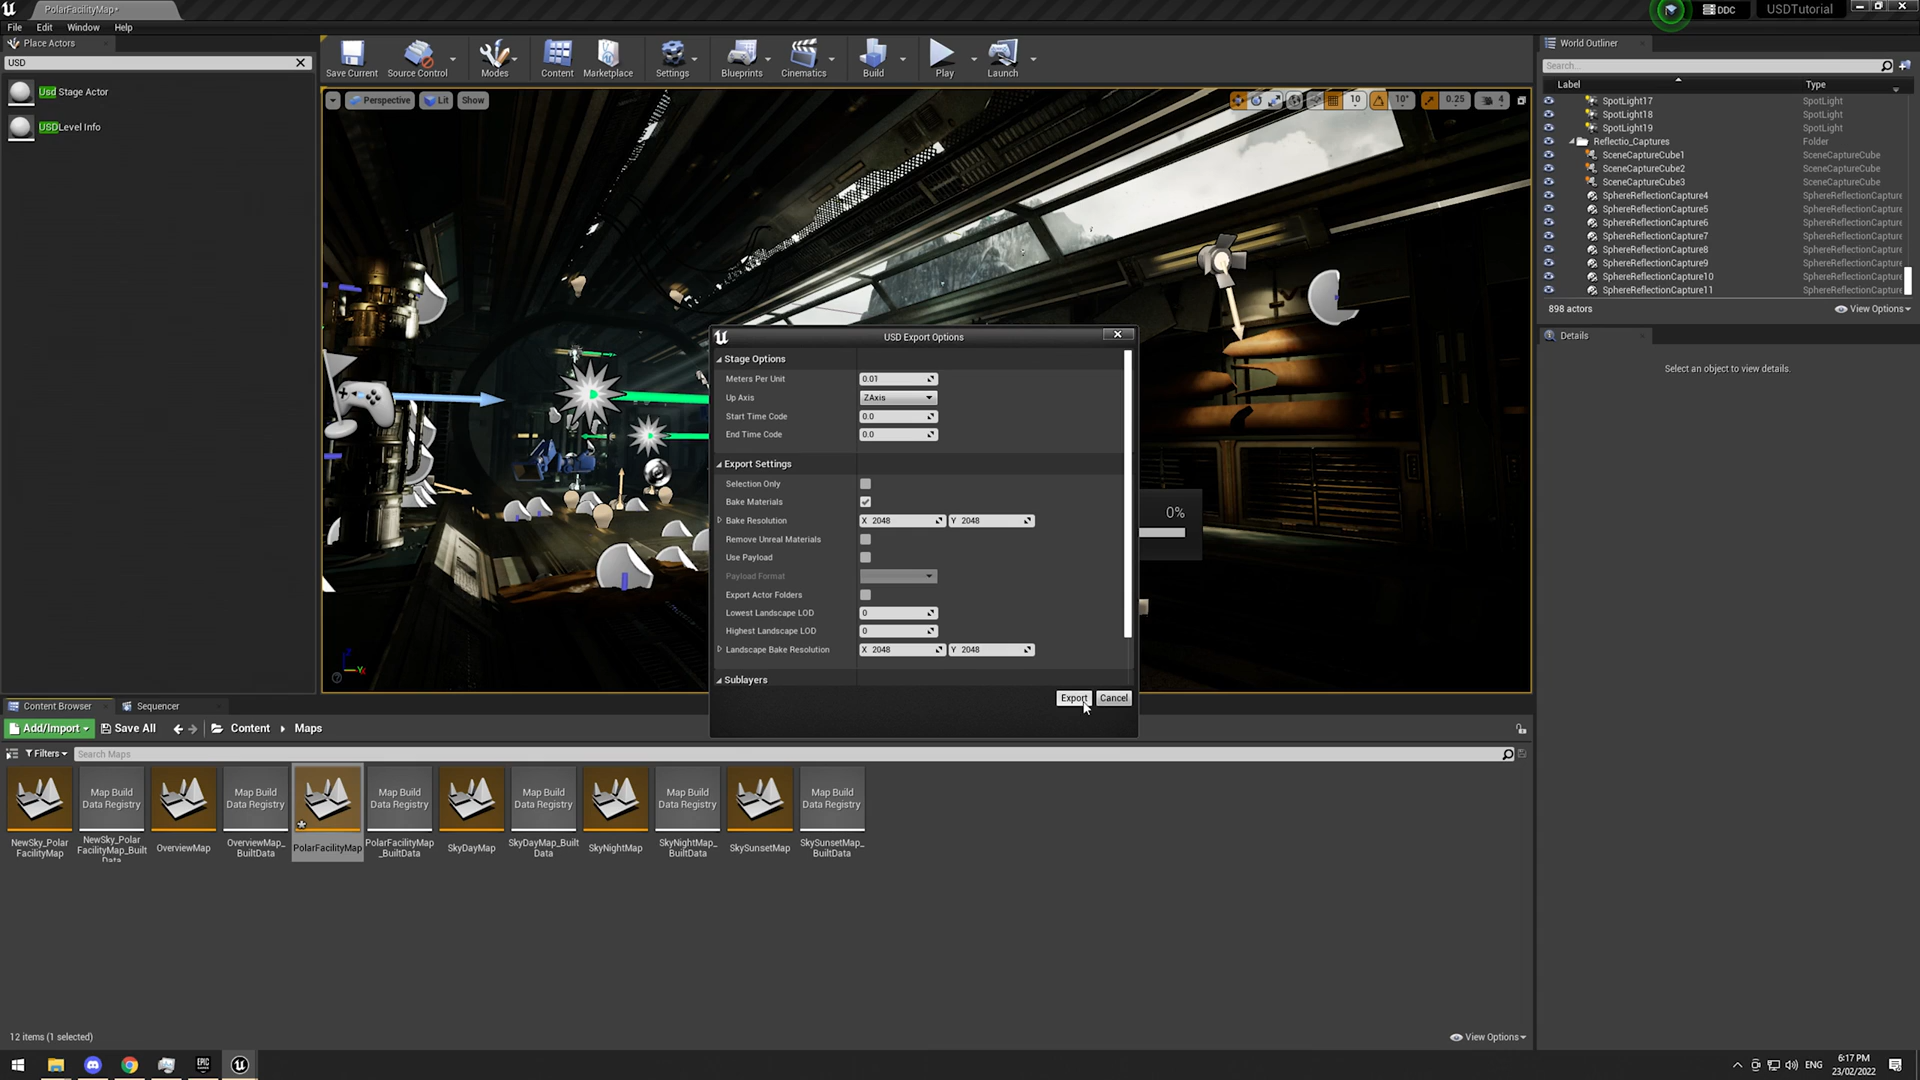 PolarFacilityMap•
DDC
USDTutorial
File Edit Window Help
Place Actors
USD
Usd Stage Actor
USDLevel Info
Save Current
Source Control
Modes
Content
Marketplace
Settings
Blueprints
Cinematics
Build
Play
Launch
Perspective
Lit
Show
10
10°
0.25
4
World Outliner
Search...
Label Type
SpotLight17 SpotLight
SpotLight18 SpotLight
SpotLight19 SpotLight
Reflectio_Captures Folder
SceneCaptureCube1 SceneCaptureCube
SceneCaptureCube2 SceneCaptureCube
SceneCaptureCube3 SceneCaptureCube
SphereReflectionCapture4 SphereReflectionCapture
SphereReflectionCapture5 SphereReflectionCapture
SphereReflectionCapture6 SphereReflectionCapture
SphereReflectionCapture7 SphereReflectionCapture
SphereReflectionCapture8 SphereReflectionCapture
SphereReflectionCapture9 SphereReflectionCapture
SphereReflectionCapture10 SphereReflectionCapture
SphereReflectionCapture11 SphereReflectionCapture
898 actors
View Options
Details
Select an object to view details.
USD Export Options
Stage Options
Meters Per Unit 0.01
Up Axis ZAxis
Start Time Code 0.0
End Time Code 0.0
Export Settings
Selection Only
Bake Materials
Bake Resolution X 2048 Y 2048
Remove Unreal Materials
Use Payload
Payload Format
Export Actor Folders
Lowest Landscape LOD 0
Highest Landscape LOD 0
Landscape Bake Resolution X 2048 Y 2048
Sublayers
Export Cancel
0%
Y
Content Browser
Sequencer
Add/Import
Save All
Content
Maps
Filters
Search Maps
Map Build
Data Registry
Map Build
Data Registry
Map Build
Data Registry
Map Build
Data Registry
Map Build
Data Registry
Map Build
Data Registry
NewSky_Polar
FacilityMap
NewSky_Polar
FacilityMap_Built
Data
OverviewMap
OverviewMap_
BuiltData
PolarFacilityMap
PolarFacilityMap
_BuiltData
SkyDayMap
SkyDayMap_Built
Data
SkyNightMap
SkyNightMap_
BuiltData
SkySunsetMap
SkySunsetMap_
BuiltData
12 items (1 selected)
View Options
EPIC
ENG
6:17 PM
23/02/2022